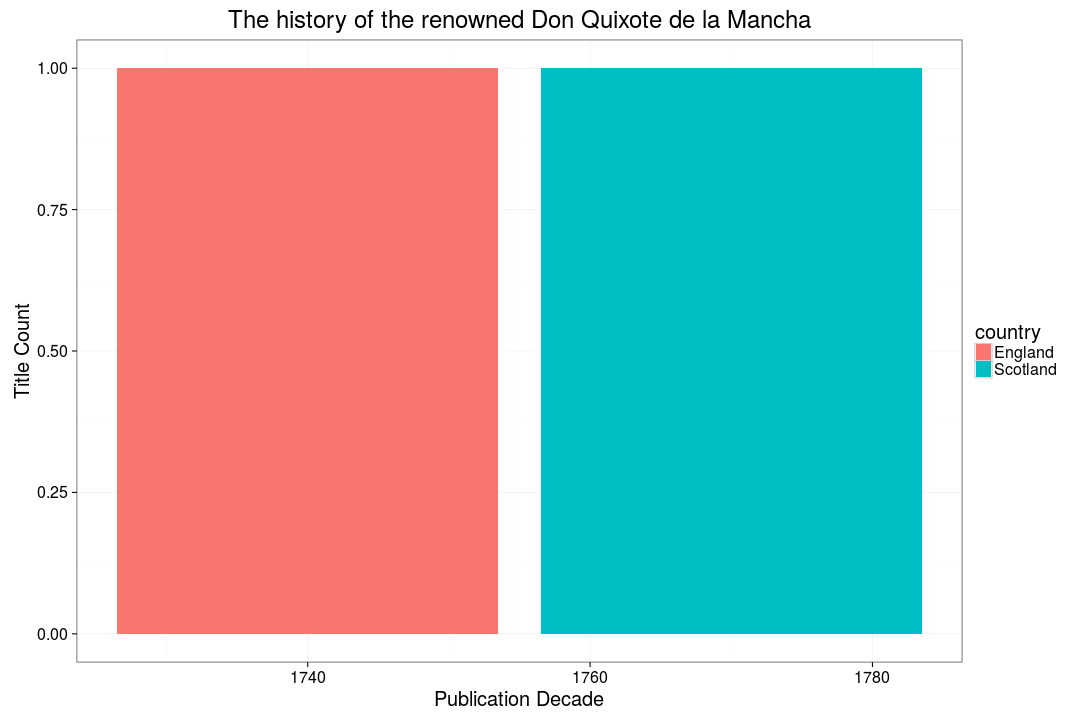 The history of the renowned Don Quixote de la Mancha
1.00
0.75
0.50
0.25
0.00
Title Count
1740
1760
1780
Publication Decade
country
England
Scotland